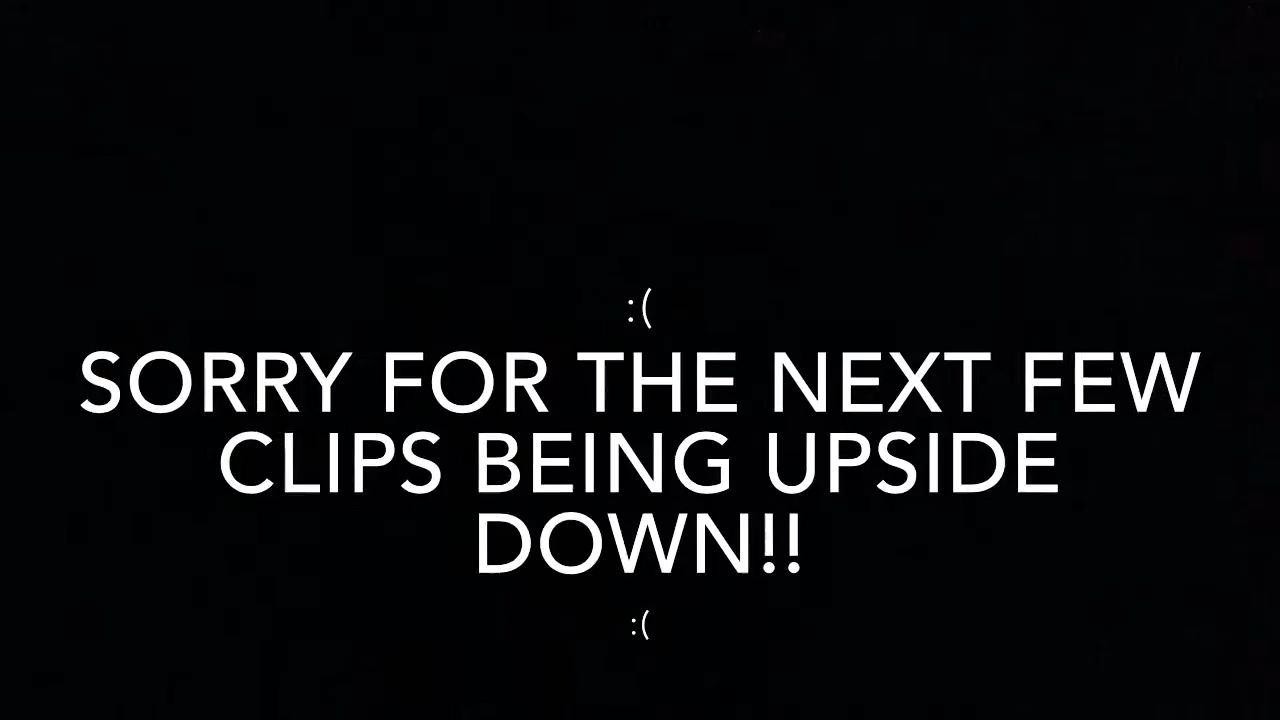 :(
SORRY FOR THE NEXT FEW
CLIPS BEING UPSIDE
DOWN!!
:(